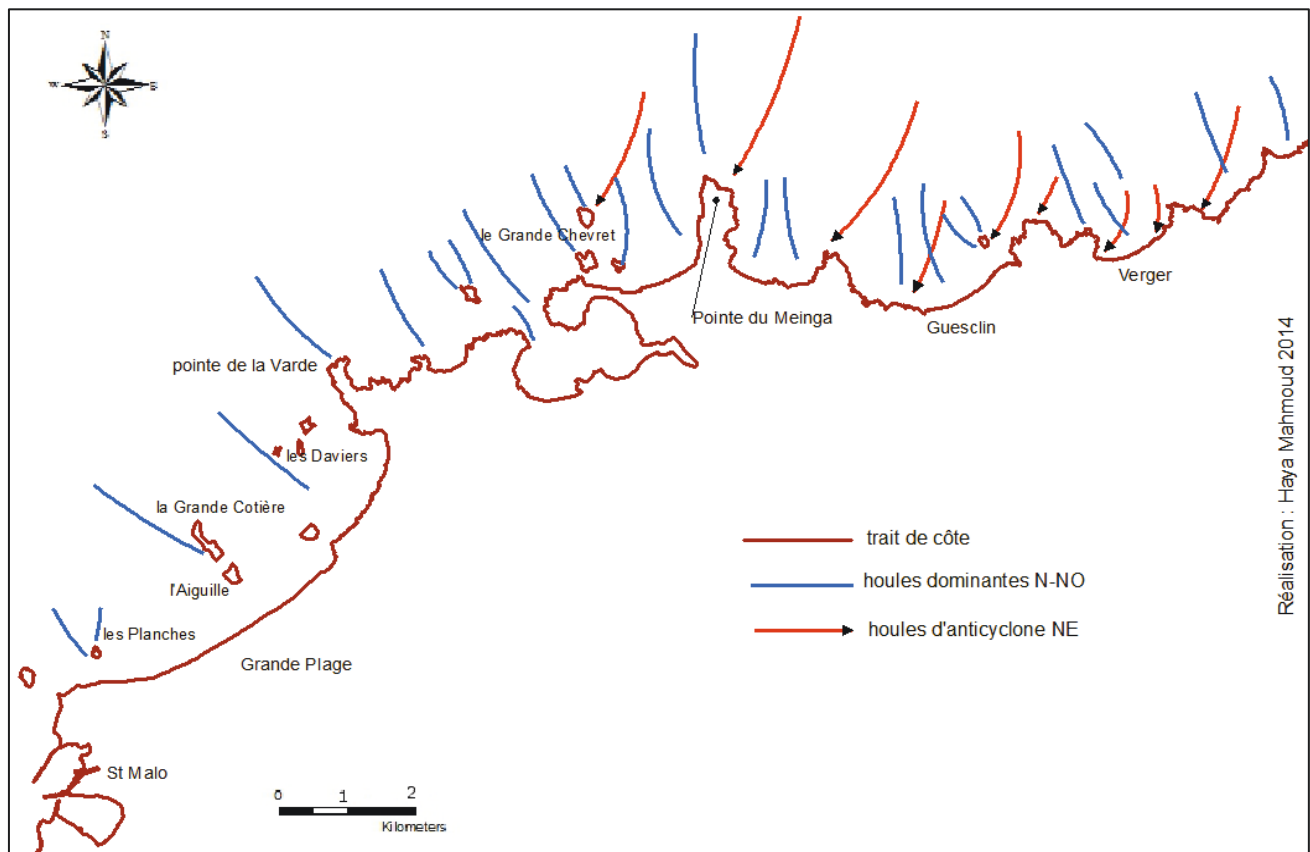 N
W
E
S
le Grande Chevret
Verger
Pointe du Meinga
Guesclin
pointe de la Varde
les Daviers
la Grande Cotière
l'Aiguille
les Planches
Grande Plage
St Malo
trait de côte
houles dominantes N-NO
houles d'anticyclone NE
0 1 2
Kilometers
Réalisation : Haya Mahmoud 2014